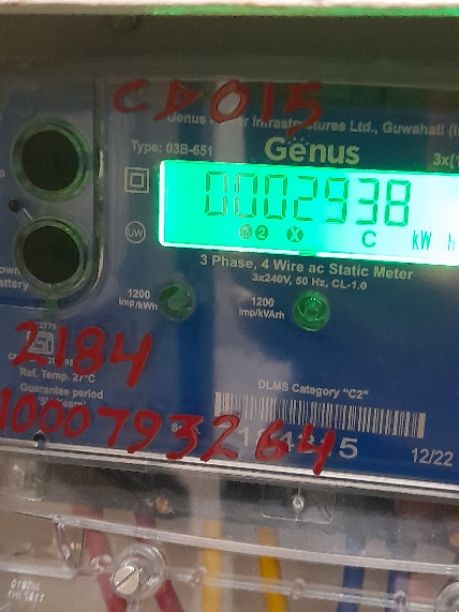 CD015
Genus Power Infrastructures Ltd., Guwahati
Type: 03B-651
Genus
3x(
0002938
C kW h
UW
3 Phase, 4 Wire ac Static Meter
3x240V, 50 Hz, CL-1.0
1200
imp/kWh
1200
imp/kVArh
2184
Ref. Temp. 27°C
Guarantee period
DLMS Category "C2"
1000793264
12/22